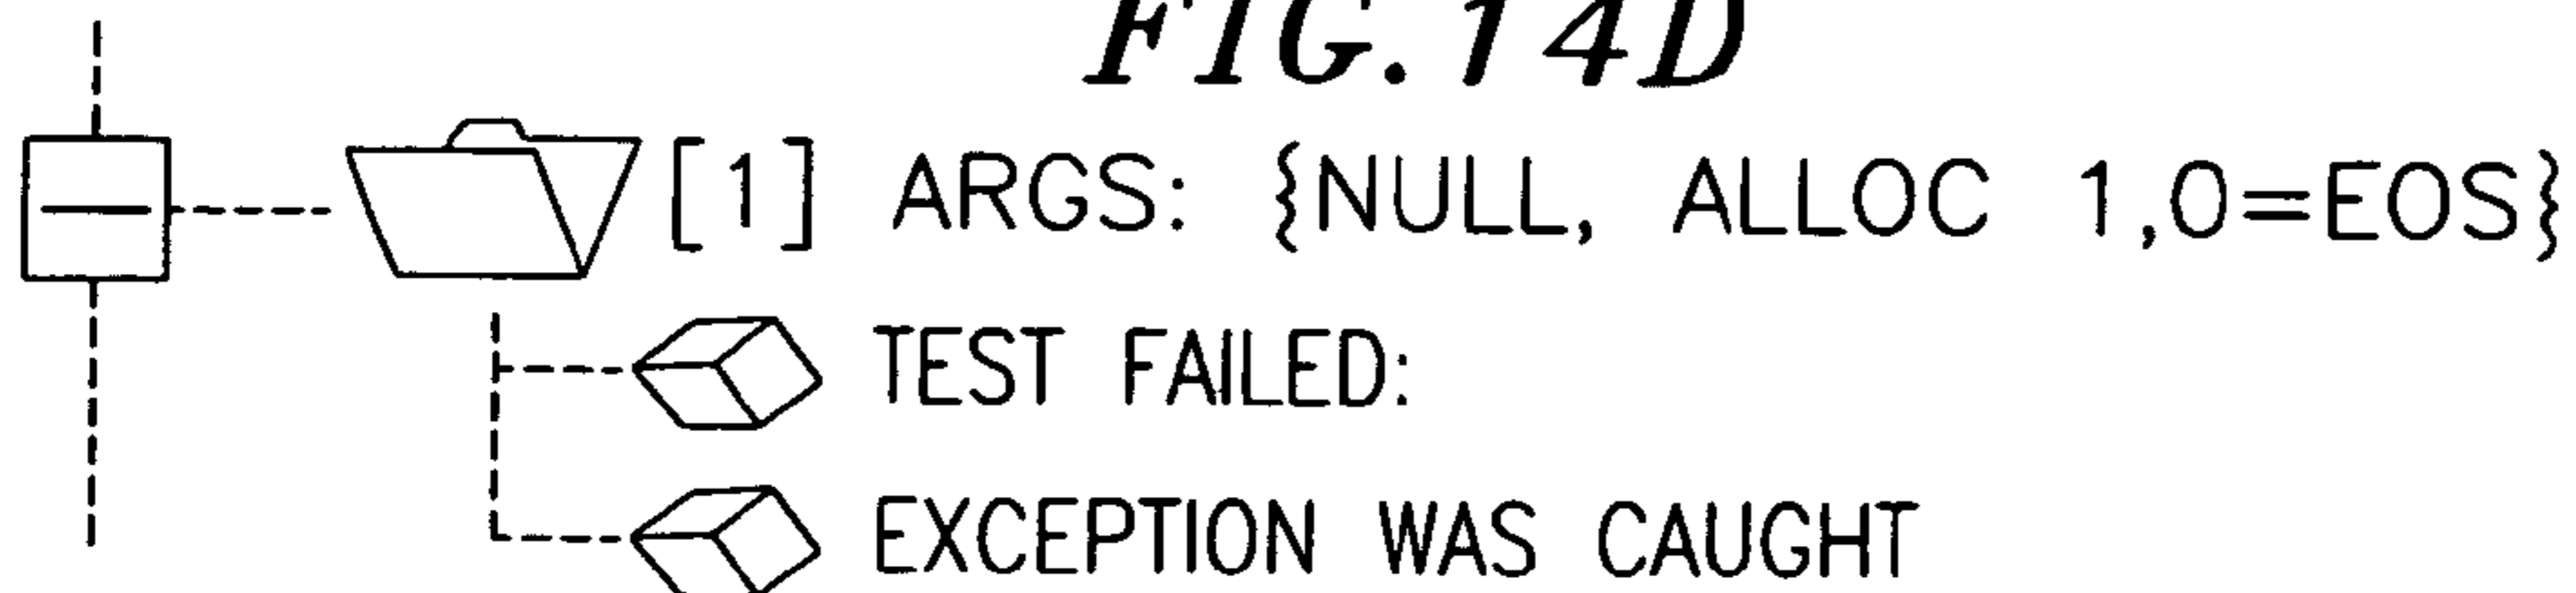 FIG.14D
[1] ARGS: {NULL, ALLOC 1,0=EOS}
TEST FAILED:
EXCEPTION WAS CAUGHT